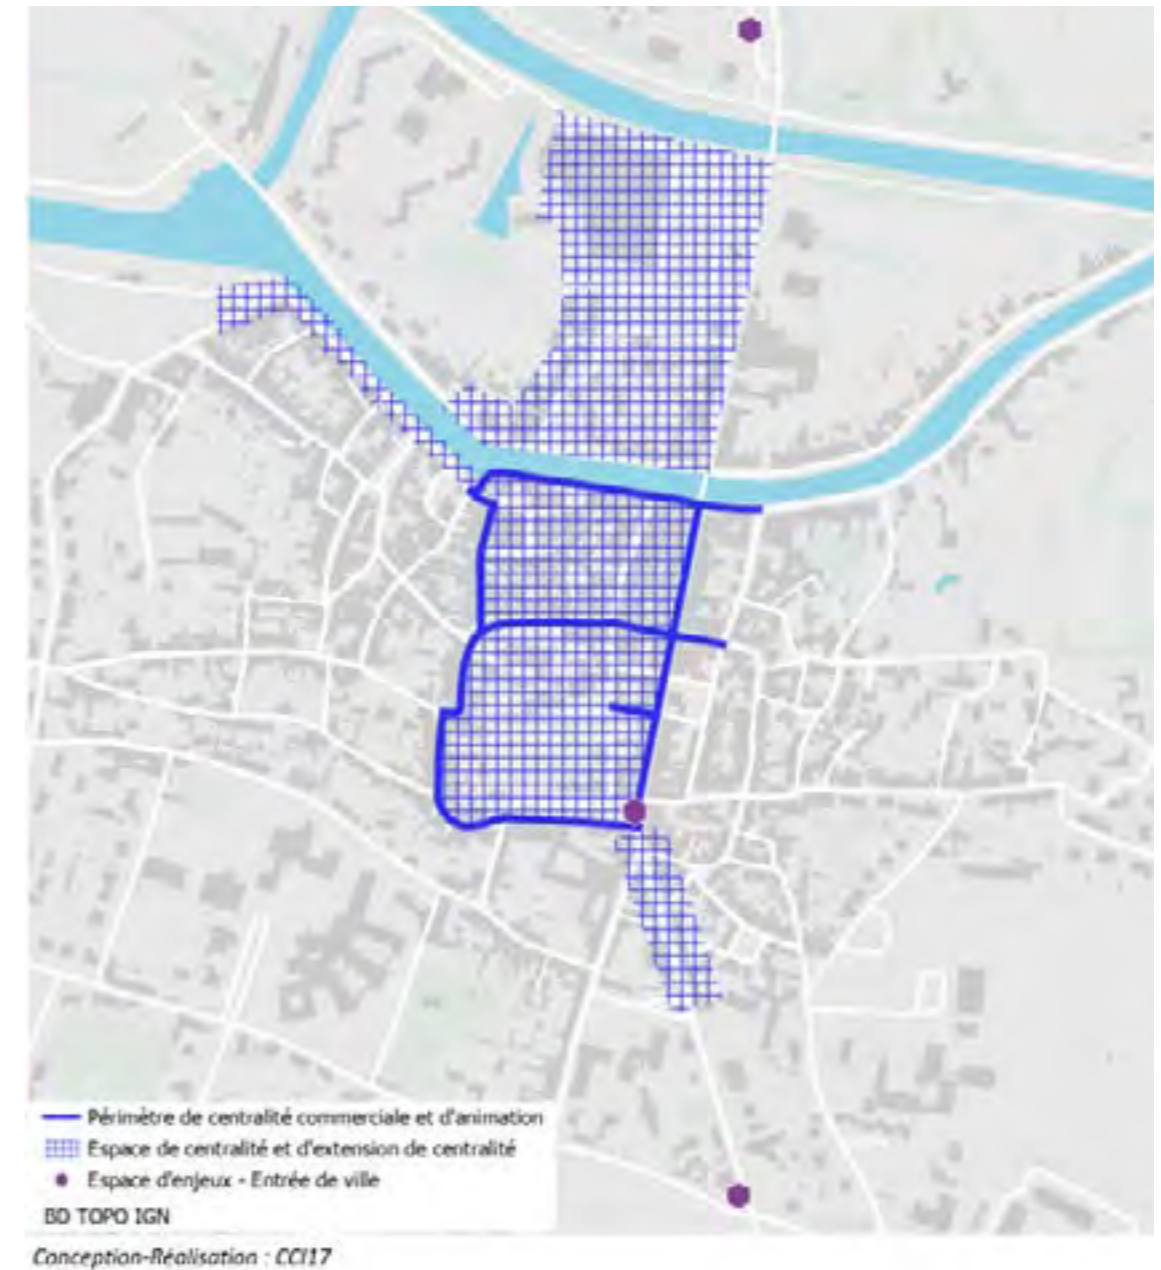 Périmètre de centralité commerciale et d'animation
Espace de centralité et d'extension de centralité
Espace d'enjeux - Entrée de ville
BD TOPO IGN
Conception-Réalisation : CCI17